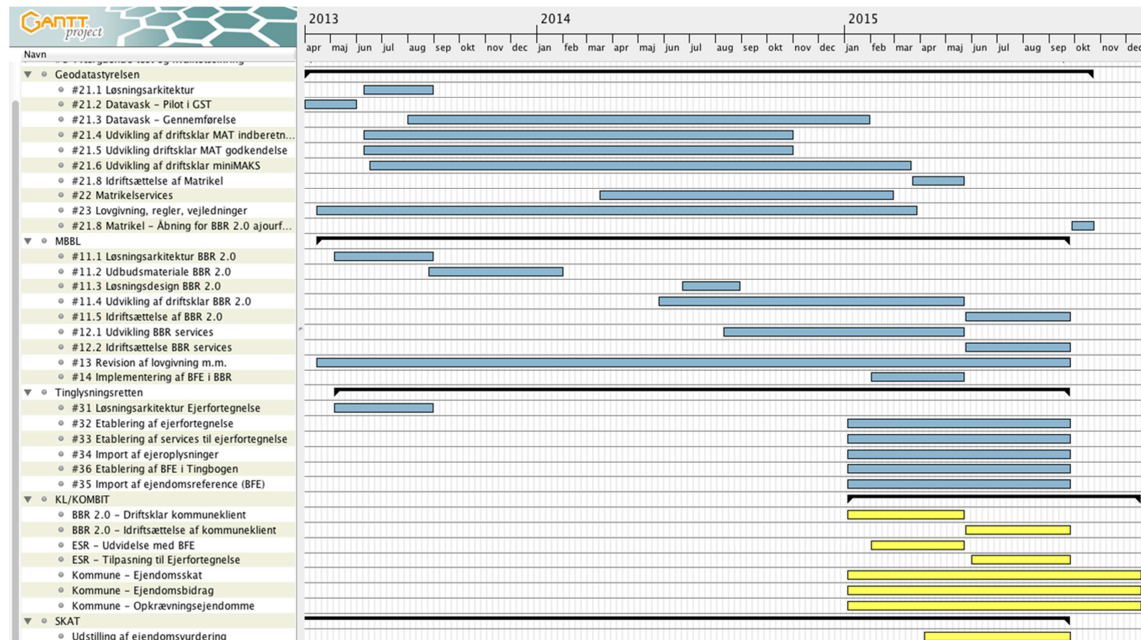 GANTT
project
2013 2014 2015
apr maj jun jul aug sep okt nov dec jan feb mar apr maj jun jul aug sep okt nov dec jan feb mar apr maj jun jul aug sep okt nov dec
Navn
Geodatastyrelsen
#21.1 Løsningsarkitektur
#21.2 Datavask – Pilot i GST
#21.3 Datavask – Gennemførelse
#21.4 Udvikling af driftsklar MAT indberetn...
#21.5 Udvikling driftsklar MAT godkendelse
#21.6 Udvikling af driftsklar miniMAKS
#21.8 Idriftsættelse af Matrikel
#22 Matrikelservices
#23 Lovgivning, regler, vejledninger
#21.8 Matrikel – Åbning for BBR 2.0 ajourf...
MBBL
#11.1 Løsningsarkitektur BBR 2.0
#11.2 Udbudsmateriale BBR 2.0
#11.3 Løsningsdesign BBR 2.0
#11.4 Udvikling af driftsklar BBR 2.0
#11.5 Idriftsættelse af BBR 2.0
#12.1 Udvikling BBR services
#12.2 Idriftsættelse BBR services
#13 Revision af lovgivning m.m.
#14 Implementering af BFE i BBR
Tinglysningsretten
#31 Løsningsarkitektur Ejerfortegnelse
#32 Etablering af ejerfortegnelse
#33 Etablering af services til ejerfortegnelse
#34 Import af ejeroplysninger
#36 Etablering af BFE i Tingbogen
#35 Import af ejendomsreference (BFE)
KL/KOMBIT
BBR 2.0 – Driftsklar kommuneklient
BBR 2.0 – Idriftsættelse af kommuneklient
ESR – Udvidelse med BFE
ESR – Tilpasning til Ejerfortegnelse
Kommune – Ejendomsskat
Kommune – Ejendomsbidrag
Kommune – Opkrævningsejendomme
SKAT
Udstilling af ejendomsvurdering